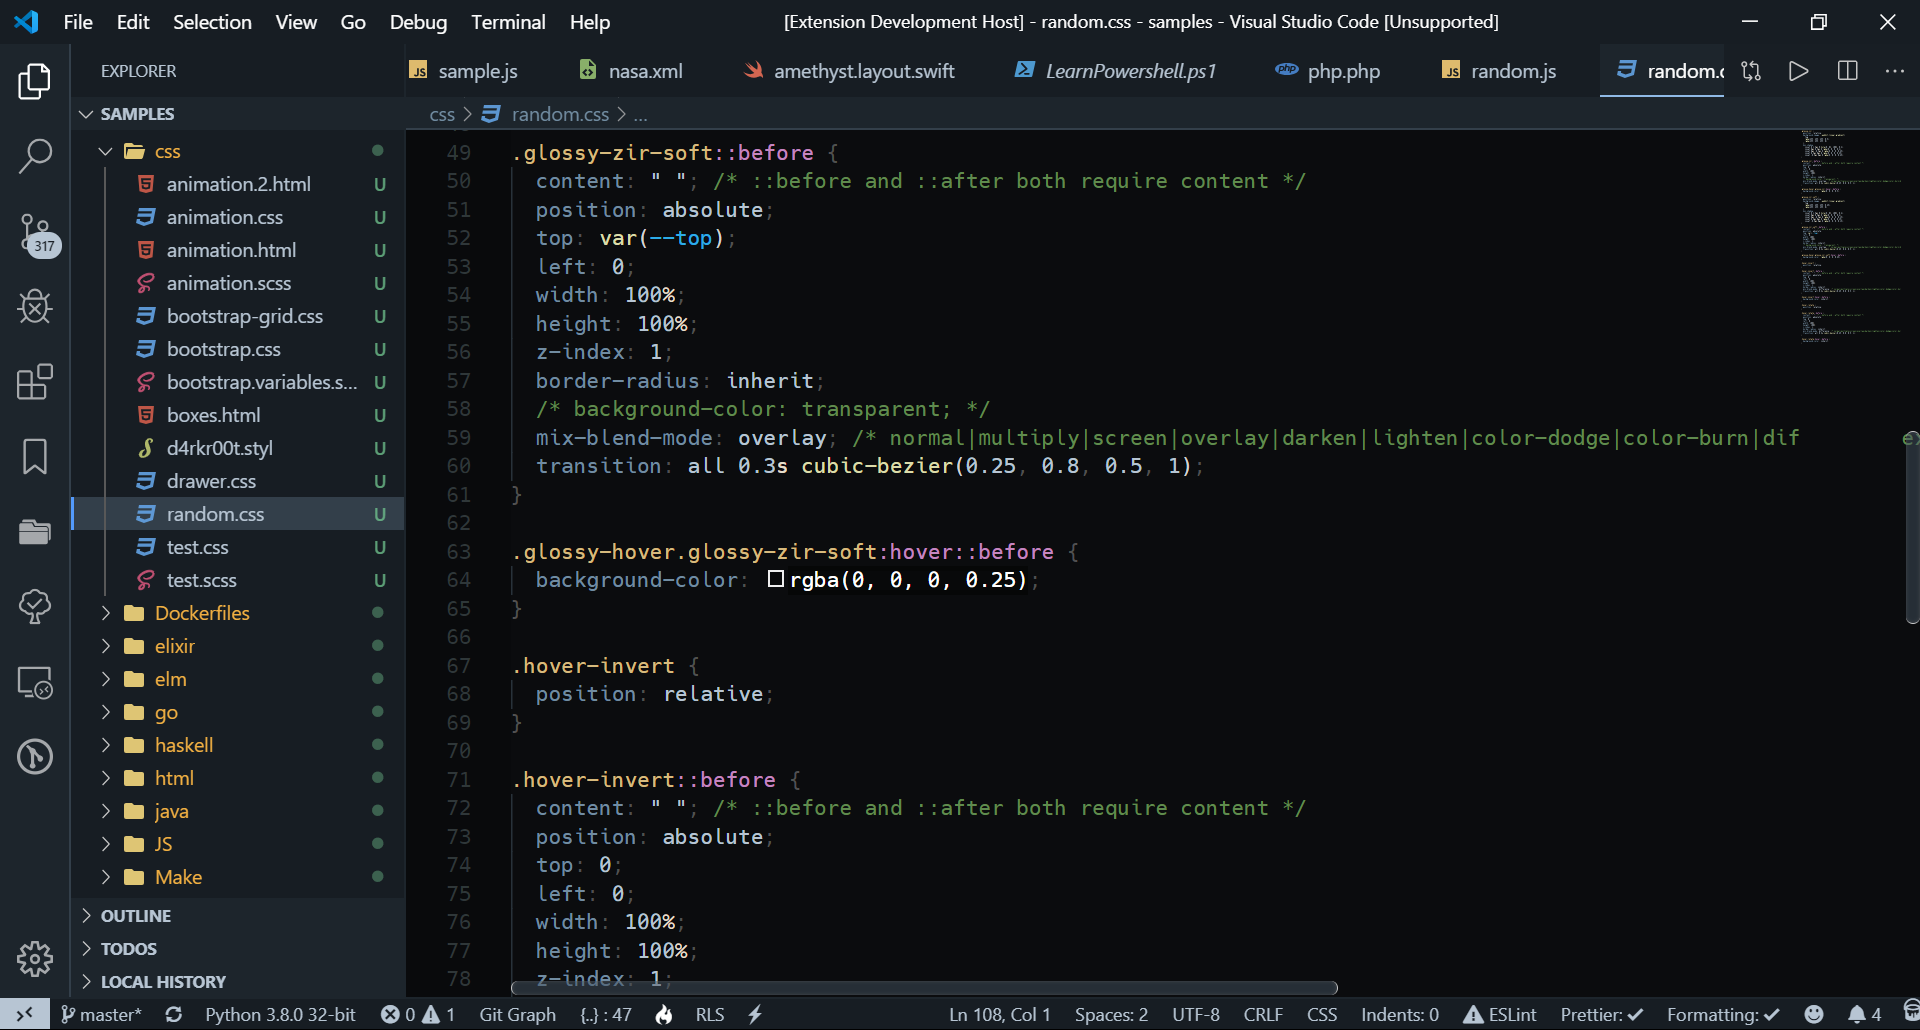 File Edit Selection View Go Debug Terminal Help
[Extension Development Host] - random.css - samples - Visual Studio Code [Unsupported]
EXPLORER
JS sample.js nasa.xml amethyst.layout.swift LearnPowershell.ps1 php php.php JS random.js random.c
SAMPLES
css > random.css > ...
css
animation.2.html U
animation.css U
animation.html U
animation.scss U
bootstrap-grid.css U
bootstrap.css U
bootstrap.variables.s... U
boxes.html U
d4rkr00t.styl U
drawer.css U
random.css U
test.css U
test.scss U
Dockerfiles
elixir
elm
go
haskell
html
java
JS
Make
OUTLINE
TODOS
LOCAL HISTORY
317
49 .glossy-zir-soft::before {
50 content: " "; /* ::before and ::after both require content */
51 position: absolute;
52 top: var(--top);
53 left: 0;
54 width: 100%;
55 height: 100%;
56 z-index: 1;
57 border-radius: inherit;
58 /* background-color: transparent; */
59 mix-blend-mode: overlay; /* normal|multiply|screen|overlay|darken|lighten|color-dodge|color-burn|dif
60 transition: all 0.3s cubic-bezier(0.25, 0.8, 0.5, 1);
61 }
62
63 .glossy-hover.glossy-zir-soft:hover::before {
64 background-color: rgba(0, 0, 0, 0.25);
65 }
66
67 .hover-invert {
68 position: relative;
69 }
70
71 .hover-invert::before {
72 content: " "; /* ::before and ::after both require content */
73 position: absolute;
74 top: 0;
75 left: 0;
76 width: 100%;
77 height: 100%;
78 z-index: 1;
master* Python 3.8.0 32-bit 0 1 Git Graph {..} : 47 RLS Ln 108, Col 1 Spaces: 2 UTF-8 CRLF CSS Indents: 0 ESLint Prettier: ✓ Formatting: ✓ 4